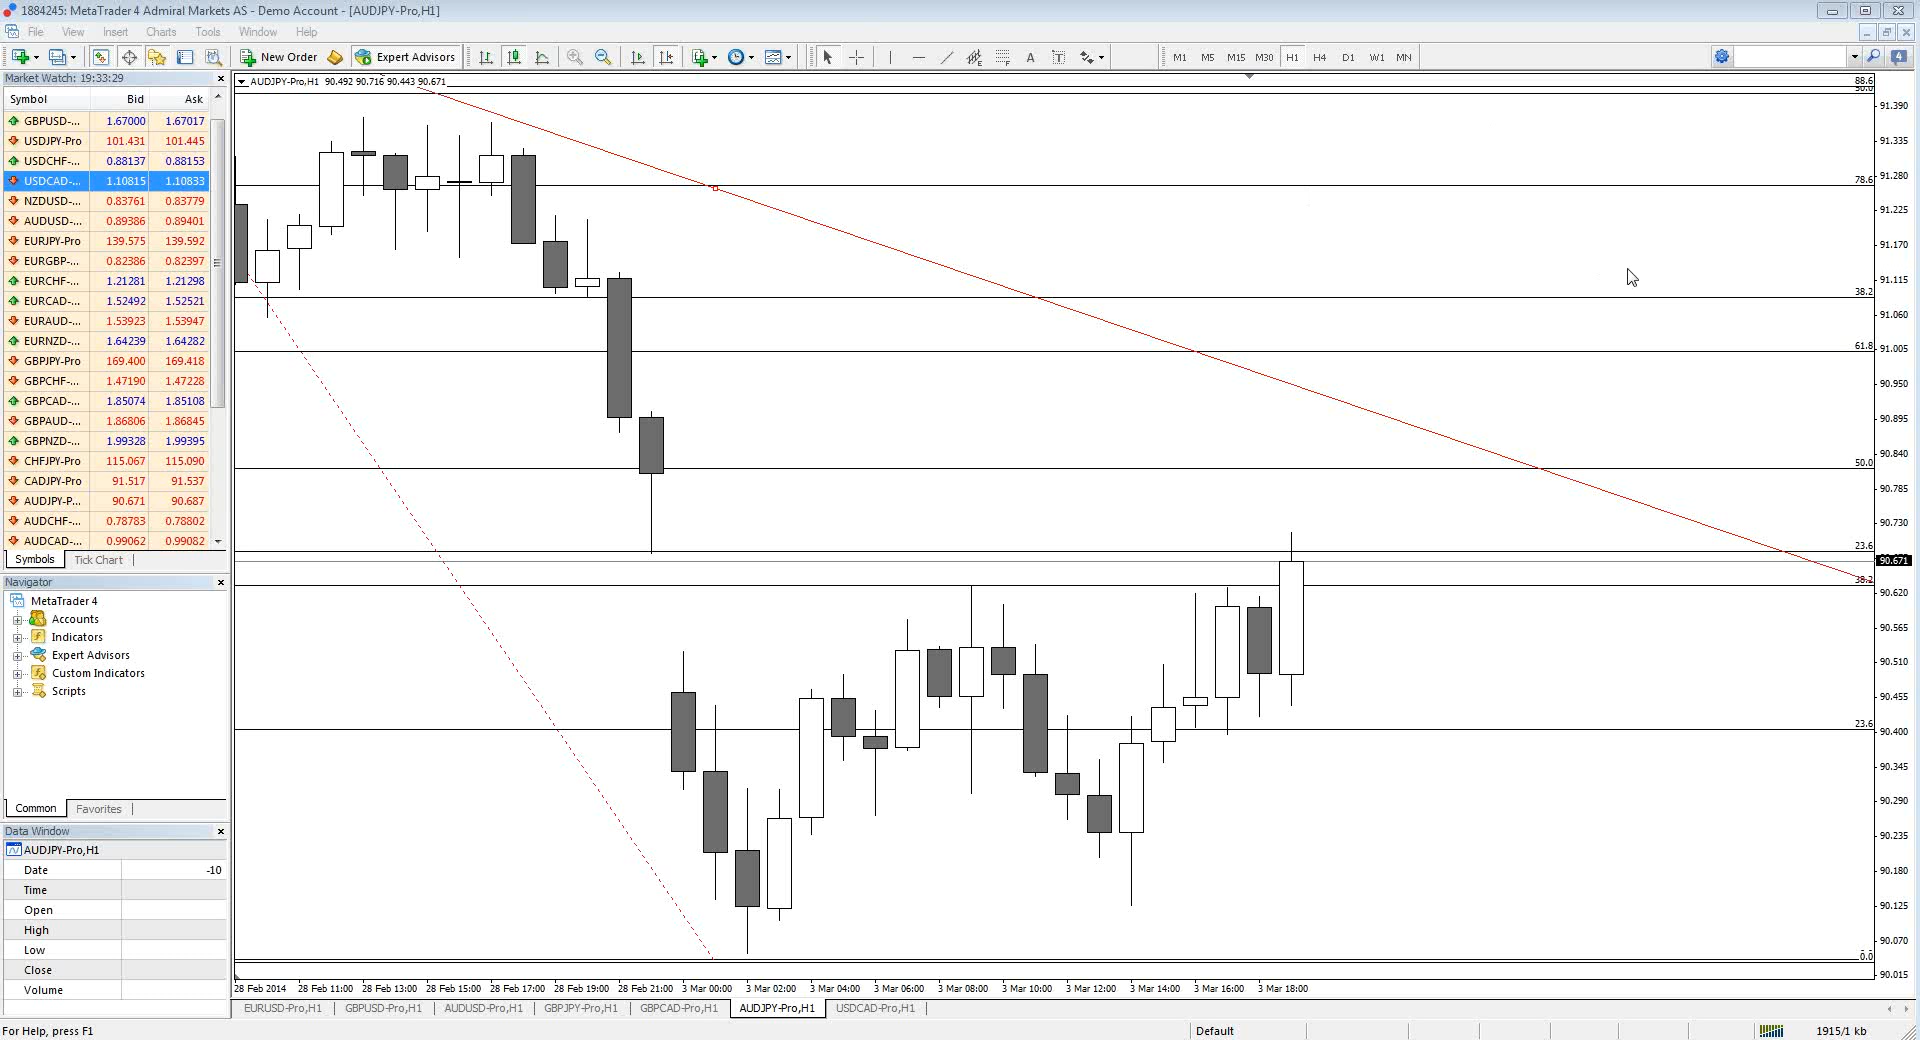 1884245: MetaTrader 4 Admiral Markets AS - Demo Account - [AUDJPY-Pro,H1]
File View Insert Charts Tools Window Help
New Order Expert Advisors A T M1 M5 M15 M30 H1 H4 D1 W1 MN 4
Market Watch: 19:33:29
Symbol Bid Ask
GBPUSD-... 1.67000 1.67017
USDJPY-Pro 101.431 101.445
USDCHF-... 0.88137 0.88153
USDCAD-... 1.10815 1.10833
NZDUSD-... 0.83761 0.83779
AUDUSD-... 0.89386 0.89401
EURJPY-Pro 139.575 139.592
EURGBP-... 0.82386 0.82397
EURCHF-... 1.21281 1.21298
EURCAD-... 1.52492 1.52521
EURAUD-... 1.53923 1.53947
EURNZD-... 1.64239 1.64282
GBPJPY-Pro 169.400 169.418
GBPCHF-... 1.47190 1.47228
GBPCAD-... 1.85074 1.85108
GBPAUD-... 1.86806 1.86845
GBPNZD-... 1.99328 1.99395
CHFJPY-Pro 115.067 115.090
CADJPY-Pro 91.517 91.537
AUDJPY-P... 90.671 90.687
AUDCHF-... 0.78783 0.78802
AUDCAD-... 0.99062 0.99082
Symbols Tick Chart
Navigator
MetaTrader 4
Accounts
Indicators
Expert Advisors
Custom Indicators
Scripts
Common Favorites
Data Window
AUDJPY-Pro,H1
Date -10
Time
Open
High
Low
Close
Volume
AUDJPY-Pro,H1 90.492 90.716 90.443 90.671
88.6
50.0
78.6
38.2
61.8
50.0
23.6
38.2
23.6
0.0
91.390
91.335
91.280
91.225
91.170
91.115
91.060
91.005
90.950
90.895
90.840
90.785
90.730
90.671
90.620
90.565
90.510
90.455
90.400
90.345
90.290
90.235
90.180
90.125
90.070
90.015
28 Feb 2014 28 Feb 11:00 28 Feb 13:00 28 Feb 15:00 28 Feb 17:00 28 Feb 19:00 28 Feb 21:00 3 Mar 00:00 3 Mar 02:00 3 Mar 04:00 3 Mar 06:00 3 Mar 08:00 3 Mar 10:00 3 Mar 12:00 3 Mar 14:00 3 Mar 16:00 3 Mar 18:00
EURUSD-Pro,H1 GBPUSD-Pro,H1 AUDUSD-Pro,H1 GBPJPY-Pro,H1 GBPCAD-Pro,H1 AUDJPY-Pro,H1 USDCAD-Pro,H1
For Help, press F1 Default 1915/1 kb